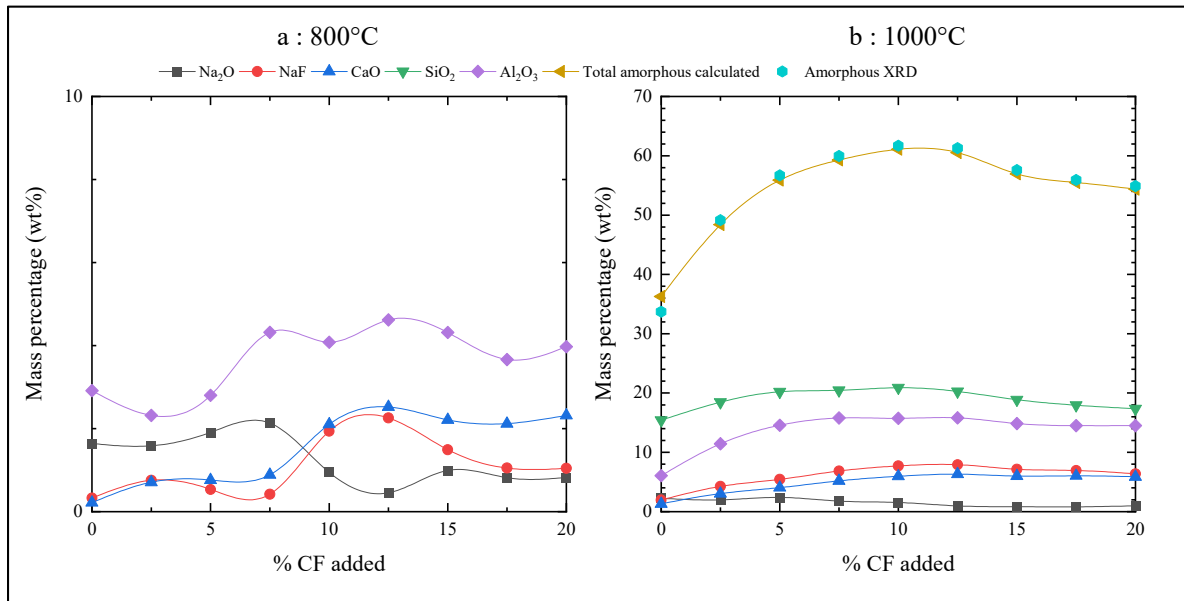 a : 800°C
b : 1000°C
Na₂O NaF CaO SiO₂ Al₂O₃ Total amorphous calculated Amorphous XRD
Mass percentage (wt%)
10
0
0 5 10 15 20
% CF added
Mass percentage (wt%)
70
60
50
40
30
20
10
0
0 5 10 15 20
% CF added